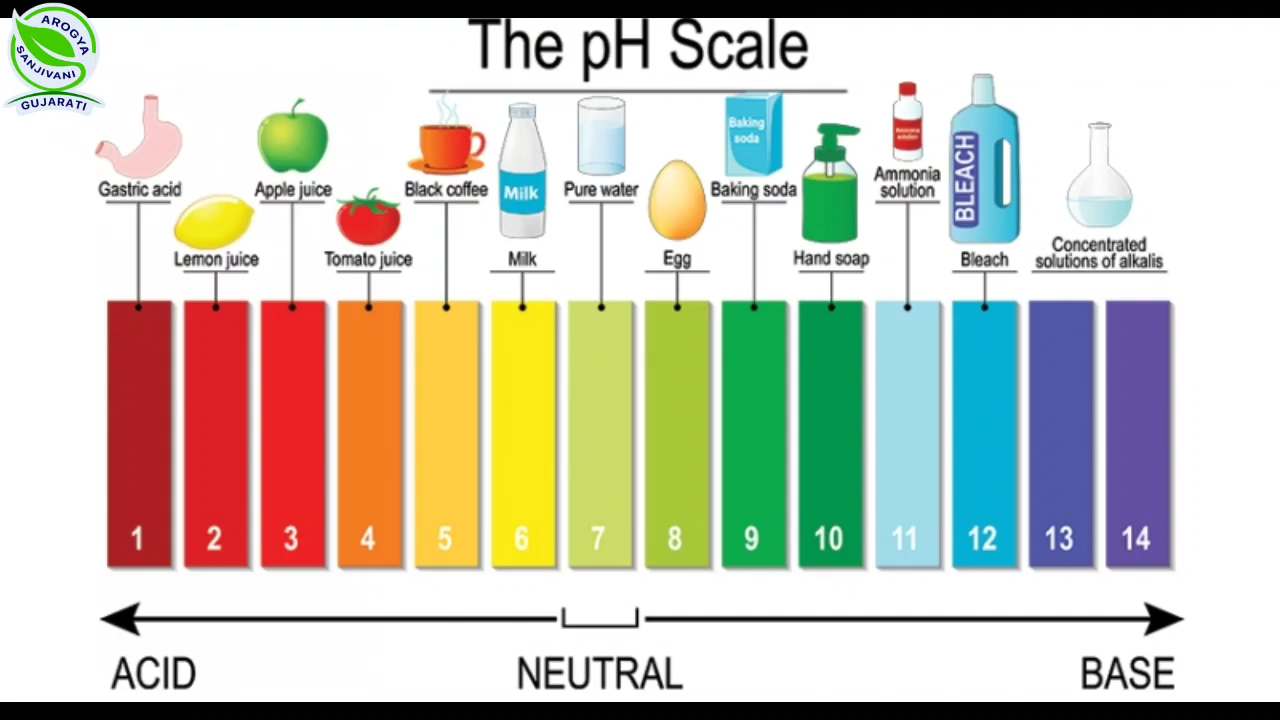 AROGYA
SANJIVANI
GUJARATI
The pH Scale
Gastric acid
Lemon juice
Apple juice
Tomato juice
Black coffee
Milk
Milk
Pure water
Egg
Baking
soda
Baking soda
Hand soap
Ammonia
solution
Ammonia
solution
BLEACH
Bleach
Concentrated
solutions of alkalis
1 2 3 4 5 6 7 8 9 10 11 12 13 14
ACID NEUTRAL BASE